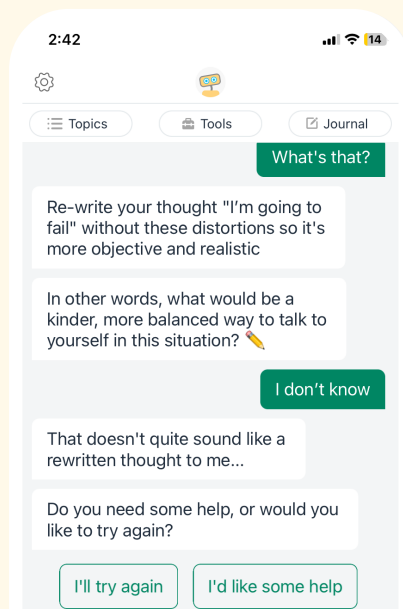 2:42
14
Topics
Tools
Journal
What's that?
Re-write your thought "I’m going to
fail" without these distortions so it's
more objective and realistic
In other words, what would be a
kinder, more balanced way to talk to
yourself in this situation? ✏️
I don’t know
That doesn't quite sound like a
rewritten thought to me...
Do you need some help, or would you
like to try again?
I'll try again
I'd like some help